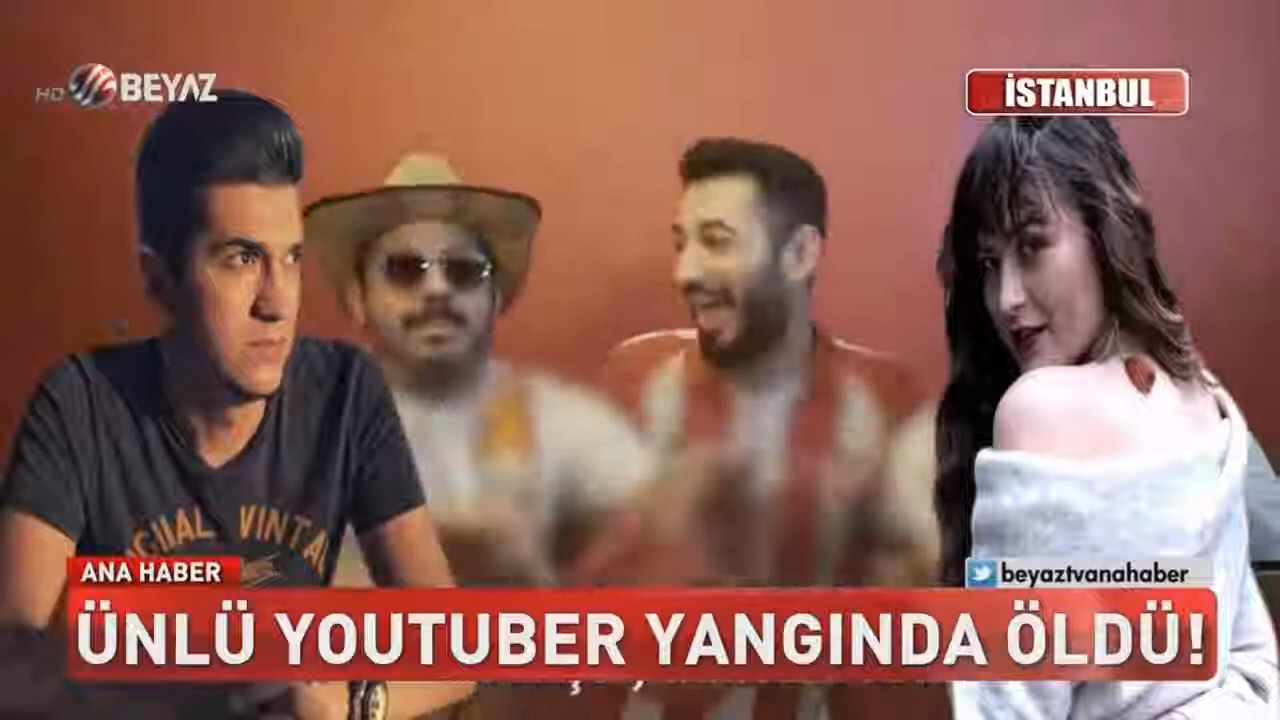 HD BEYAZ
İSTANBUL
ANA HABER
beyaztvanahaber
ÜNLÜ YOUTUBER YANGINDA ÖLDÜ!